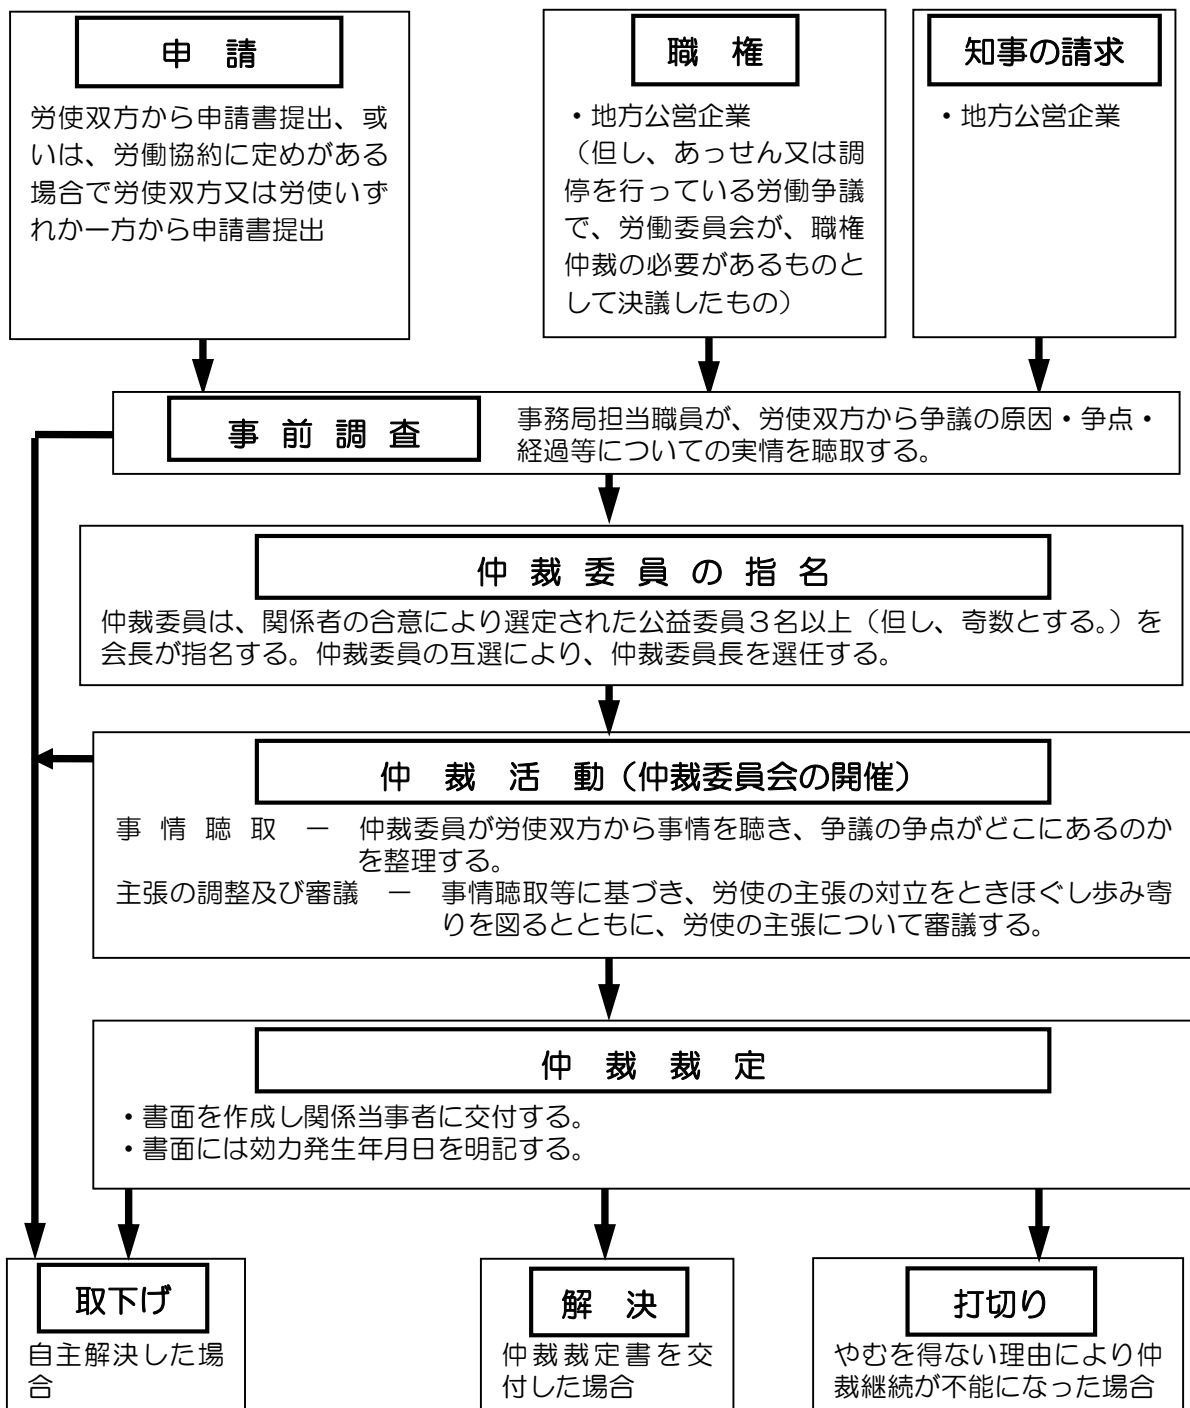 申　請
労使双方から申請書提出、或
いは、労働協約に定めがある
場合で労使双方又は労使いず
れか一方から申請書提出
職　権
・地方公営企業
（但し、あっせん又は調
停を行っている労働争議
で、労働委員会が、職権
仲裁の必要があるものと
して決議したもの）
知事の請求
・地方公営企業
事 前 調 査
事務局担当職員が、労使双方から争議の原因・争点・
経過等についての実情を聴取する。
仲 裁 委 員 の 指 名
仲裁委員は、関係者の合意により選定された公益委員３名以上（但し、奇数とする。）を
会長が指名する。仲裁委員の互選により、仲裁委員長を選任する。
仲　裁　活　動（仲裁委員会の開催）
事 情 聴 取　－　仲裁委員が労使双方から事情を聴き、争議の争点がどこにあるのか
を整理する。
主張の調整及び審議　－　事情聴取等に基づき、労使の主張の対立をときほぐし歩み寄
りを図るとともに、労使の主張について審議する。
仲　裁　裁　定
・書面を作成し関係当事者に交付する。
・書面には効力発生年月日を明記する。
取下げ
自主解決した場
合
解　決
仲裁裁定書を交
付した場合
打切り
やむを得ない理由により仲
裁継続が不能になった場合